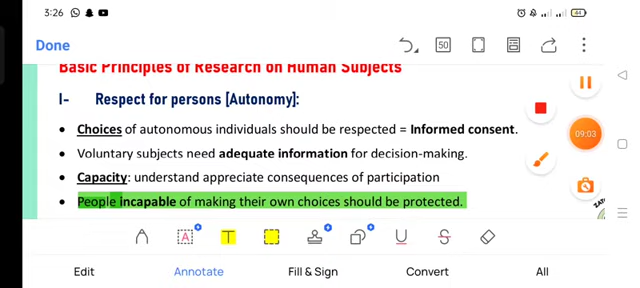 3:26
44
Done
50
Basic Principles of Research on Human Subjects
I- Respect for persons [Autonomy]:
• Choices of autonomous individuals should be respected = Informed consent.
• Voluntary subjects need adequate information for decision-making.
09:03
• Capacity: understand appreciate consequences of participation
• People incapable of making their own choices should be protected.
A T U S
Edit Annotate Fill & Sign Convert All